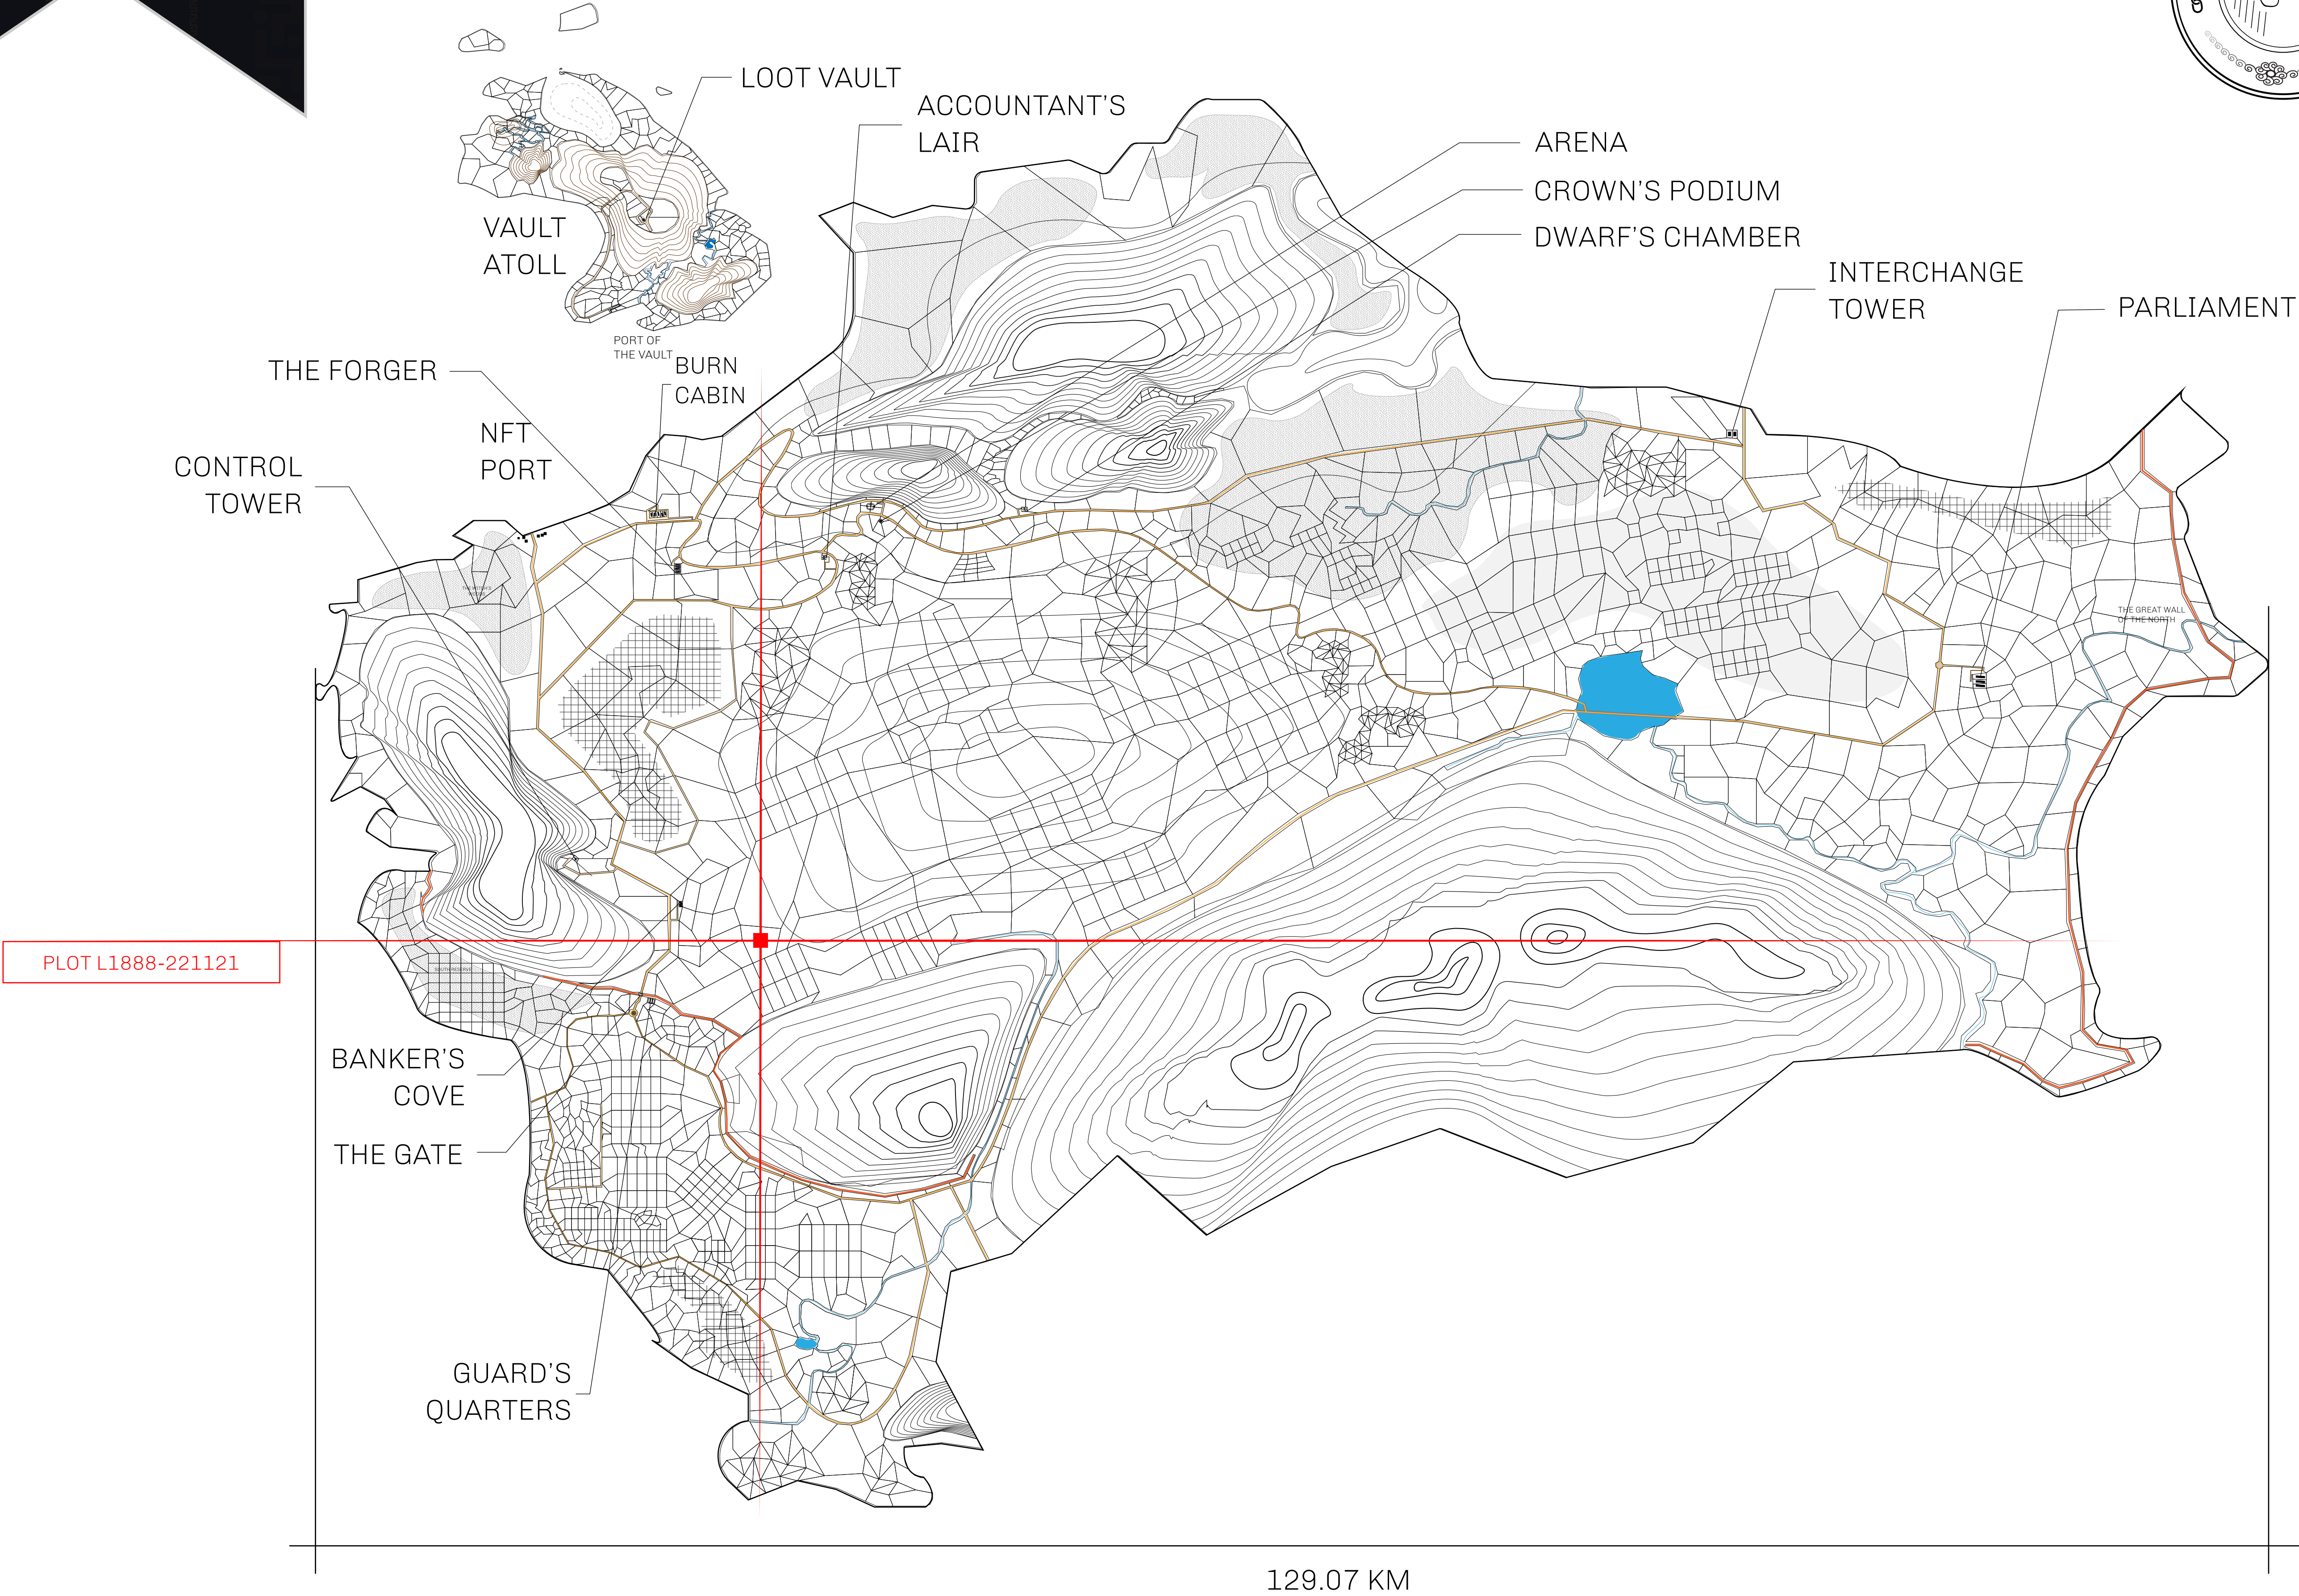 LOOT VAULT
ACCOUNTANT'S
LAIR
ARENA
CROWN'S PODIUM
DWARF'S CHAMBER
VAULT
ATOLL
INTERCHANGE
TOWER
PARLIAMENT
PORT OF
THE VAULT
THE FORGER
BURN
CABIN
NFT
PORT
CONTROL
TOWER
THE GREAT WALL
OF THE NORTH
PLOT L1888-221121
SOUTH RESERVE
BANKER'S
COVE
THE GATE
GUARD'S
QUARTERS
129.07 KM